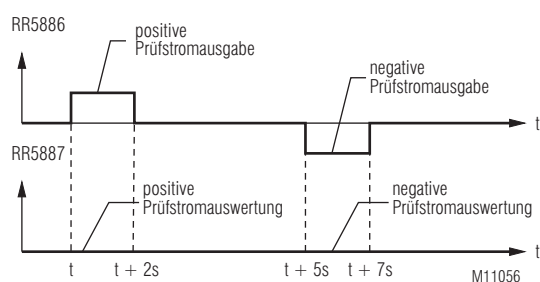 RR5886
positive
Prüfstromausgabe
negative
Prüfstromausgabe
t
RR5887
positive
Prüfstromauswertung
negative
Prüfstromauswertung
t
t t + 2s t + 5s t + 7s
M11056